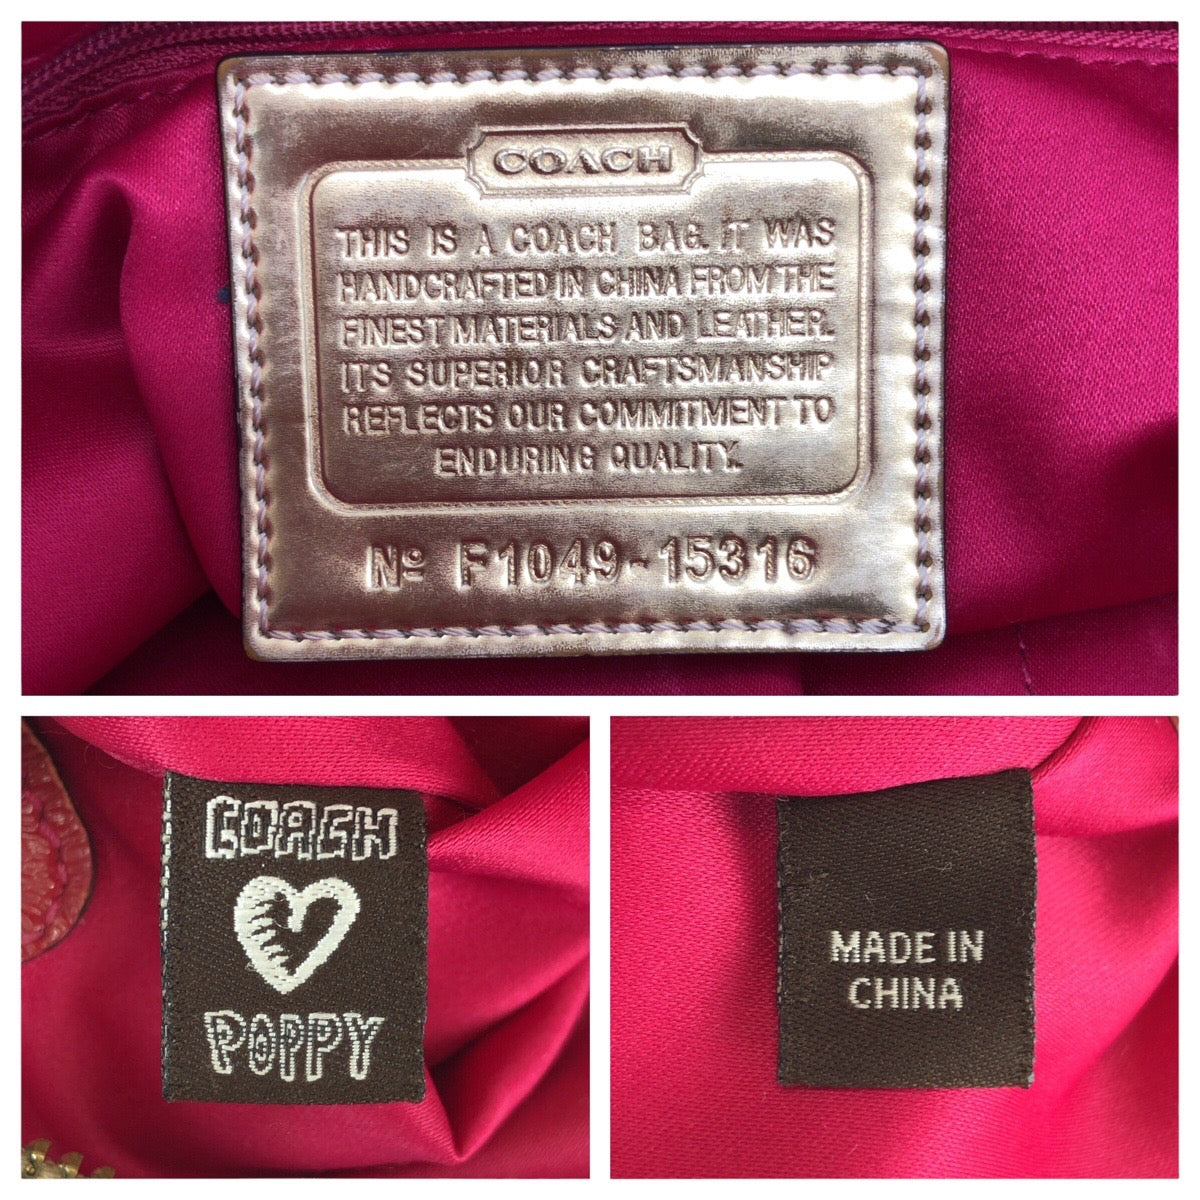 COACH
THIS IS A COACH BAG. IT WAS
HANDCRAFTED IN CHINA FROM THE
FINEST MATERIALS AND LEATHER.
ITS SUPERIOR CRAFTSMANSHIP
REFLECTS OUR COMMITMENT TO
ENDURING QUALITY.
Nº F1049-15316
COACH
POPPY
MADE IN
CHINA